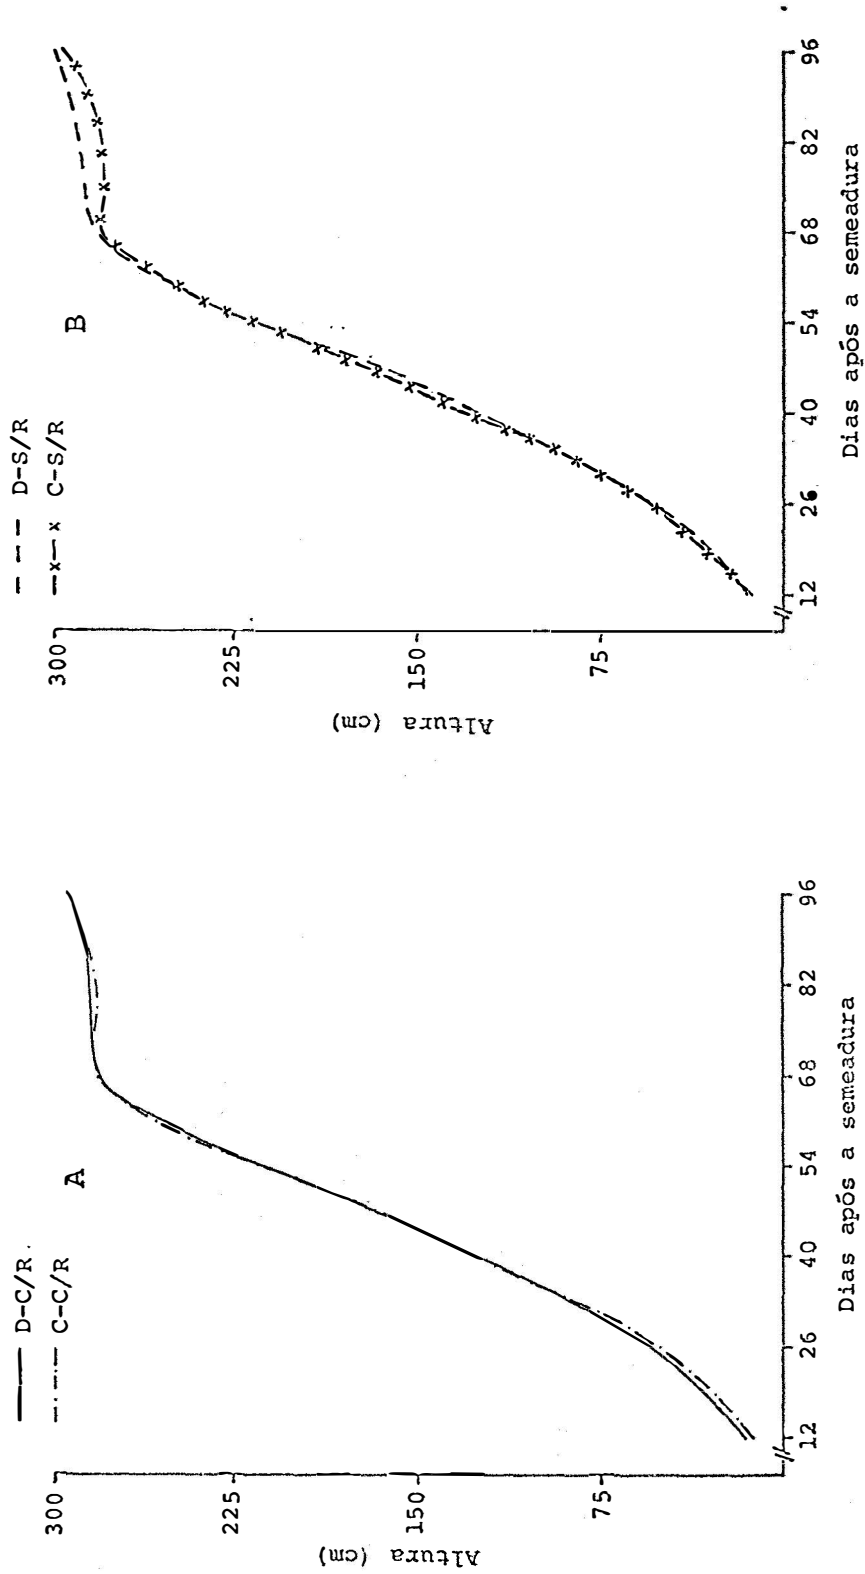 D-C/R.
C-C/R
A
300
225
150
75
Altura (cm)
12
26
40
54
68
82
96
Dias após a semeadura
D-S/R
C-S/R
B
300
225
150
75
Altura (cm)
12
26
40
54
68
82
96
Dias após a semeadura